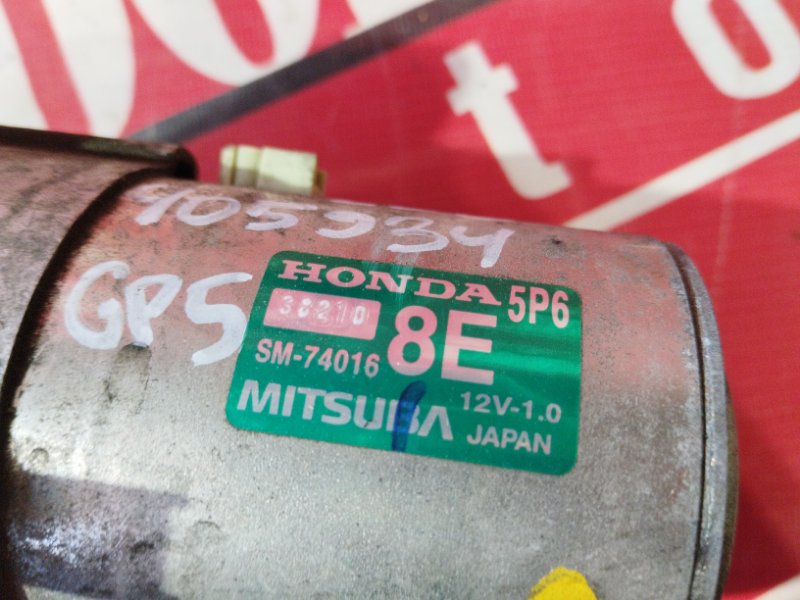 t o
105934
GP5
HONDA 5P6
38210 8E
SM-74016
MITSUBA 12V-1.0
JAPAN